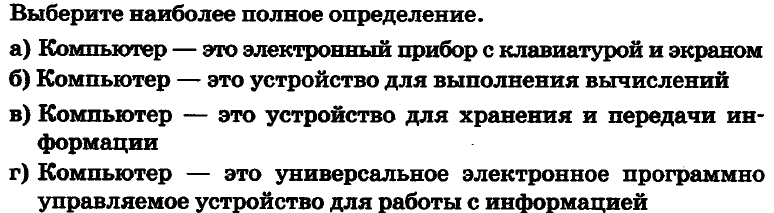 Выберите наиболее полное определение.
а) Компьютер — это электронный прибор с клавиатурой и экраном
б) Компьютер — это устройство для выполнения вычислений
в) Компьютер — это устройство для хранения и передачи ин-
формации
г) Компьютер — это универсальное электронное программно
управляемое устройство для работы с информацией